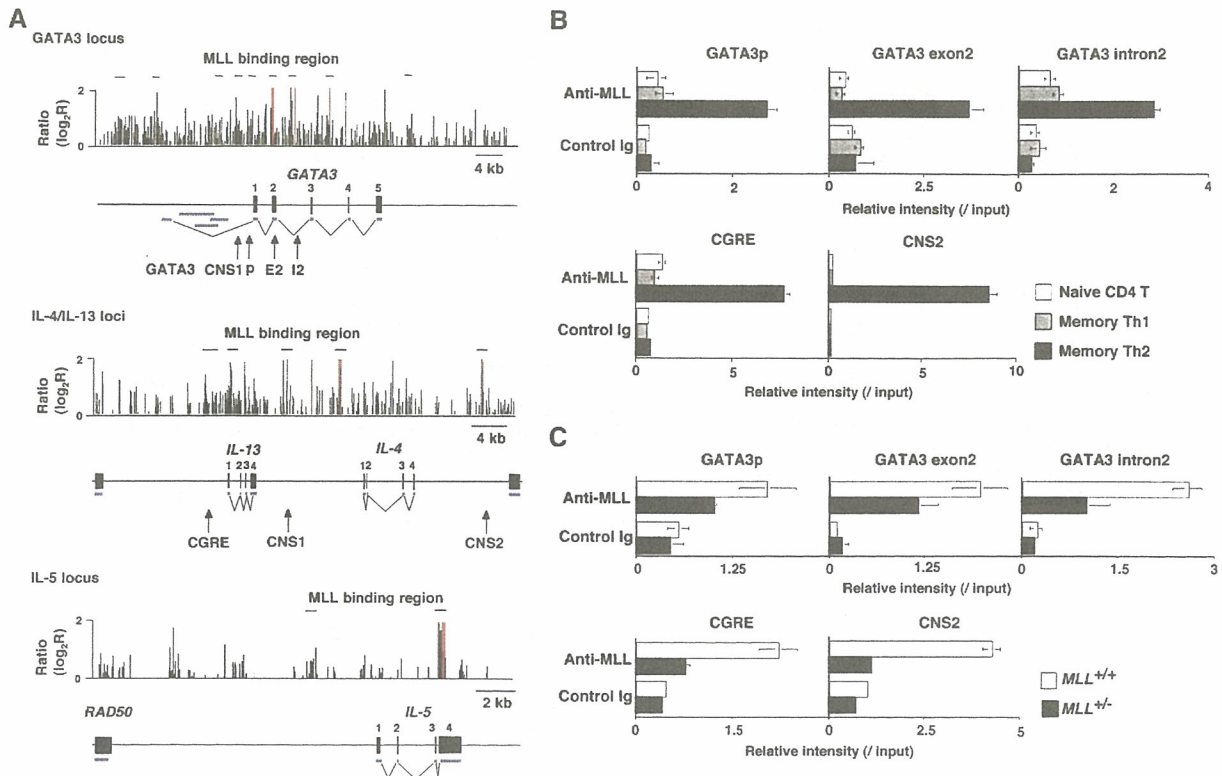 A
GATA3 locus
MLL binding region
Ratio
(log2R)
2
0
4 kb
GATA3
1 2 3 4 5
GATA3 CNS1 p E2 I2
IL-4/IL-13 loci
MLL binding region
Ratio
(log2R)
2
0
4 kb
IL-13 IL-4
1 2 3 4 1 2 3 4
CGRE CNS1 CNS2
IL-5 locus
MLL binding region
Ratio
(log2R)
2
0
2 kb
RAD50 IL-5
1 2 3 4
B
GATA3p GATA3 exon2 GATA3 intron2
Anti-MLL
Control Ig
0 2 0 2.5 0 2 4
Relative intensity (/ input)
CGRE CNS2
Anti-MLL
Control Ig
0 5 0 5 10
Relative intensity (/ input)
Naive CD4 T
Memory Th1
Memory Th2
C
GATA3p GATA3 exon2 GATA3 intron2
Anti-MLL
Control Ig
0 1.25 0 1.25 0 1.5 3
Relative intensity (/ input)
CGRE CNS2
Anti-MLL
Control Ig
0 1.5 0 5
Relative intensity (/ input)
MLL+/+
MLL+/-